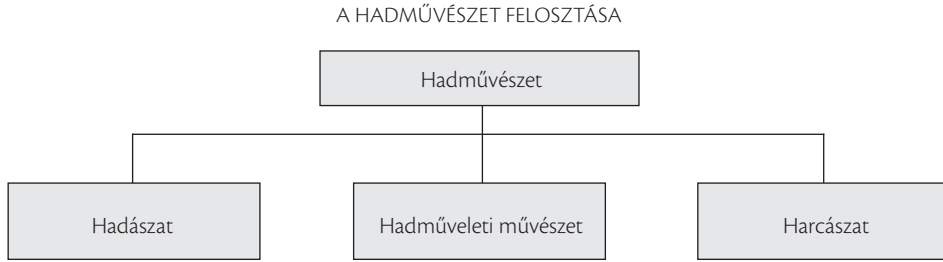 A HADMŰVÉSZET FELOSZTÁSA
Hadművészet
Hadászat
Hadműveleti művészet
Harcászat